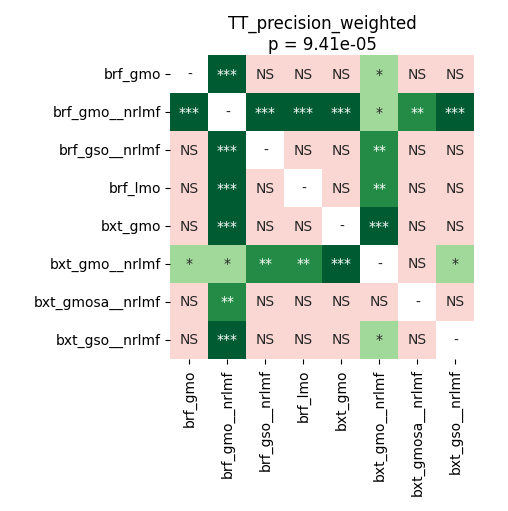 TT_precision_weighted
p = 9.41e-05
brf_gmo - *** NS NS NS * NS NS
brf_gmo__nrlmf *** - *** *** *** * ** ***
brf_gso__nrlmf NS *** - NS NS ** NS NS
brf_lmo NS *** NS - NS ** NS NS
bxt_gmo NS *** NS NS - *** NS NS
bxt_gmo__nrlmf * * ** ** *** - NS *
bxt_gmosa__nrlmf NS ** NS NS NS NS - NS
bxt_gso__nrlmf NS *** NS NS NS * NS -
brf_gmo
brf_gmo__nrlmf
brf_gso__nrlmf
brf_lmo
bxt_gmo
bxt_gmo__nrlmf
bxt_gmosa__nrlmf
bxt_gso__nrlmf